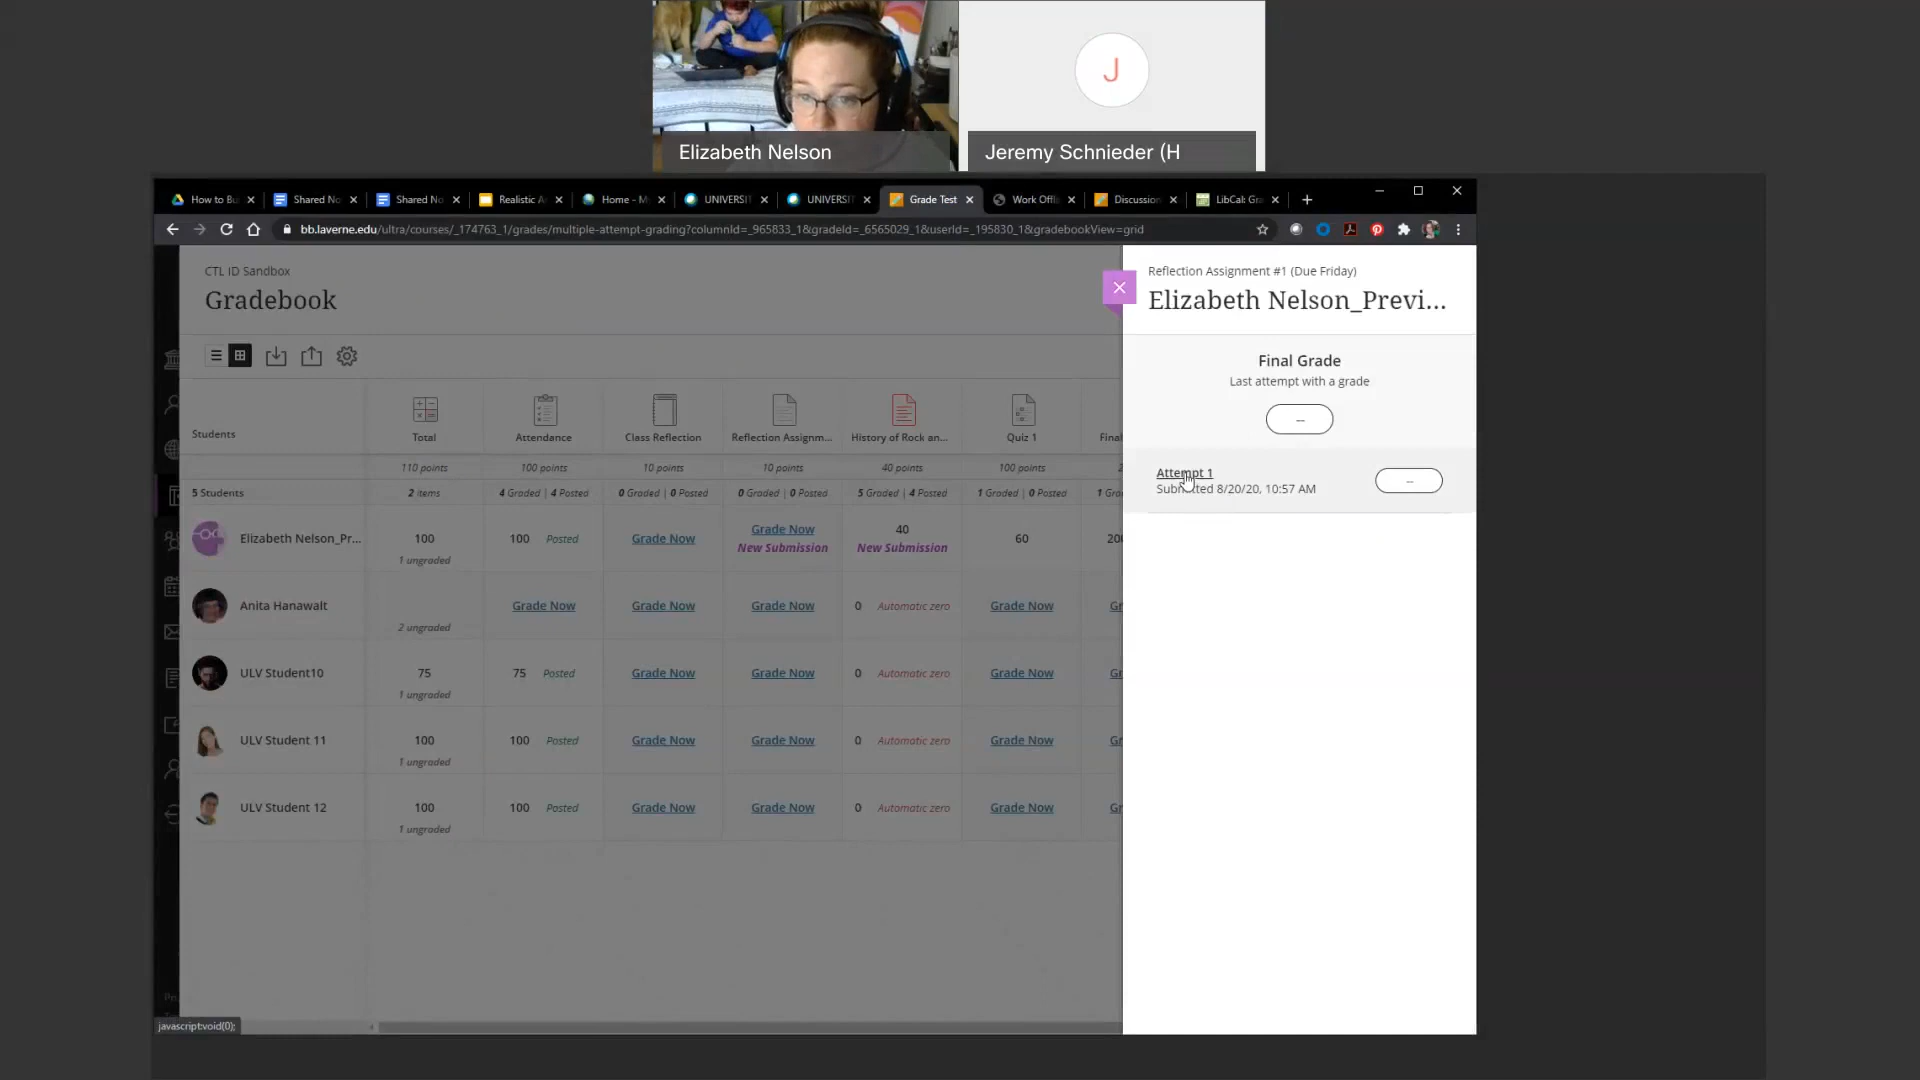 J
Elizabeth Nelson
Jeremy Schnieder (H
How to Bu
Shared No
Shared No
Realistic A
Home - M
UNIVERSIT
UNIVERSIT
Grade Test
Work Offli
Discussion
LibCal: Gra
bb.laverne.edu/ultra/courses/_174763_1/grades/multiple-attempt-grading?columnId=_965833_1&gradeId=_6565029_1&userId=_195830_1&gradebookView=grid
CTL ID Sandbox
Gradebook
Students
Total
Attendance
Class Reflection
Reflection Assignm...
History of Rock an...
Quiz 1
Final
110 points
100 points
10 points
10 points
40 points
100 points
5 Students
2 items
4 Graded | 4 Posted
0 Graded | 0 Posted
0 Graded | 0 Posted
5 Graded | 4 Posted
1 Graded | 0 Posted
1 Gra
Elizabeth Nelson_Pr...
100
1 ungraded
100 Posted
Grade Now
Grade Now
New Submission
40
New Submission
60
200
Anita Hanawalt
2 ungraded
Grade Now
Grade Now
Grade Now
0 Automatic zero
Grade Now
Gr
ULV Student10
75
1 ungraded
75 Posted
Grade Now
Grade Now
0 Automatic zero
Grade Now
Gr
ULV Student 11
100
1 ungraded
100 Posted
Grade Now
Grade Now
0 Automatic zero
Grade Now
Gr
ULV Student 12
100
1 ungraded
100 Posted
Grade Now
Grade Now
0 Automatic zero
Grade Now
Gr
javascript:void(0);
Reflection Assignment #1 (Due Friday)
Elizabeth Nelson_Previ...
Final Grade
Last attempt with a grade
--
Attempt 1
Submitted 8/20/20, 10:57 AM
--